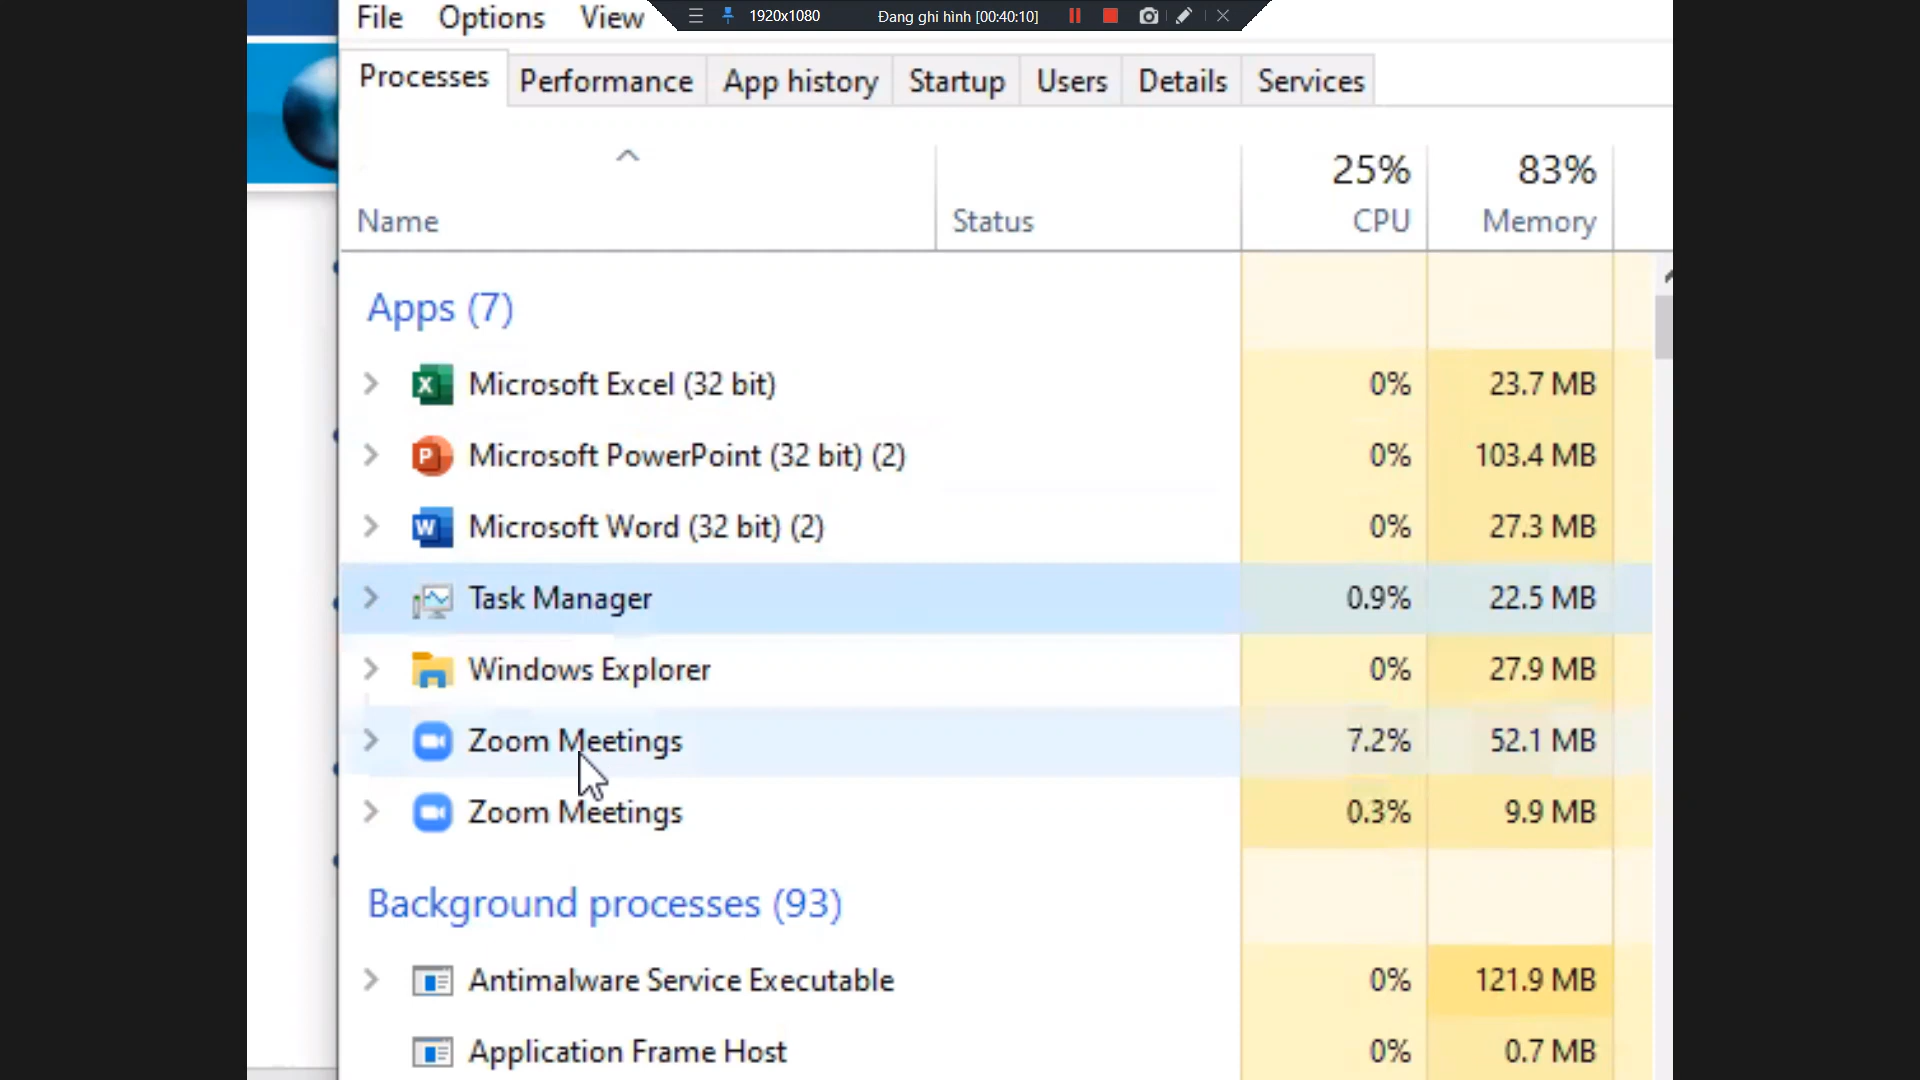 File Options View
1920x1080 Đang ghi hình [00:40:10]
Processes Performance App history Startup Users Details Services
25% 83%
Name Status CPU Memory
Apps (7)
Microsoft Excel (32 bit) 0% 23.7 MB
Microsoft PowerPoint (32 bit) (2) 0% 103.4 MB
Microsoft Word (32 bit) (2) 0% 27.3 MB
Task Manager 0.9% 22.5 MB
Windows Explorer 0% 27.9 MB
Zoom Meetings 7.2% 52.1 MB
Zoom Meetings 0.3% 9.9 MB
Background processes (93)
Antimalware Service Executable 0% 121.9 MB
Application Frame Host 0% 0.7 MB